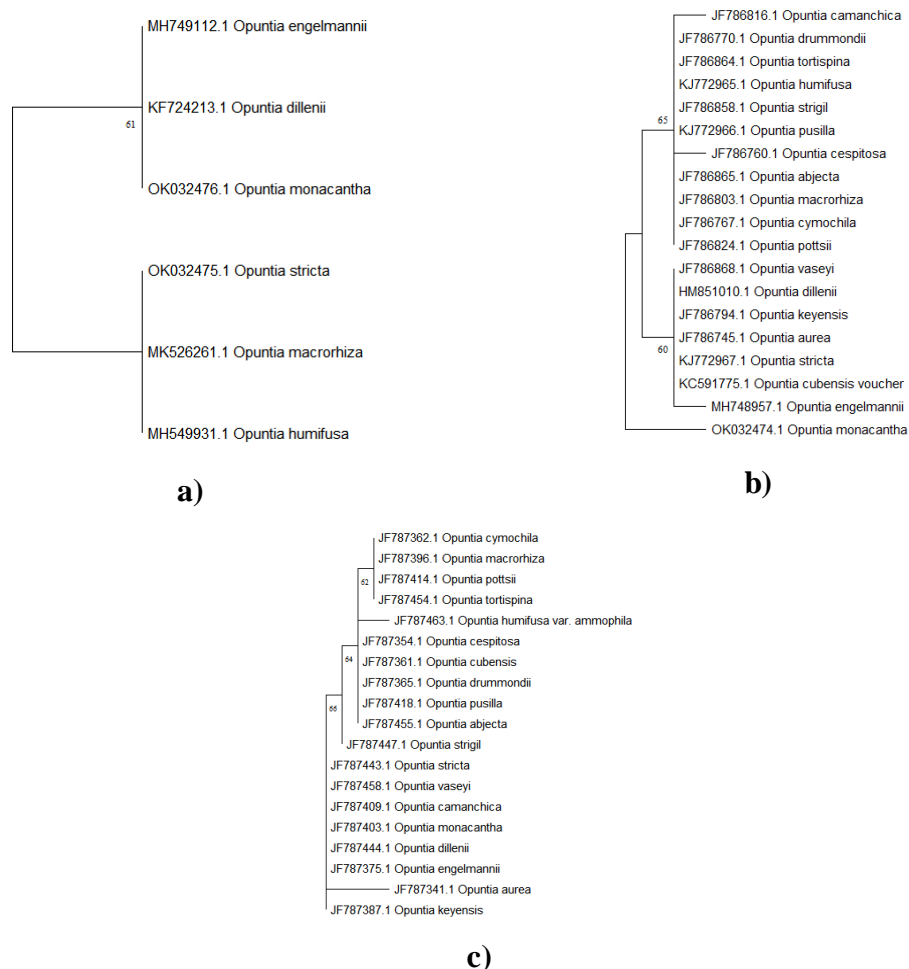 MH749112.1 Opuntia engelmannii
KF724213.1 Opuntia dillenii
61
OK032476.1 Opuntia monacantha
OK032475.1 Opuntia stricta
MK526261.1 Opuntia macrorhiza
MH549931.1 Opuntia humifusa
a)
JF786816.1 Opuntia camanchica
JF786770.1 Opuntia drummondii
JF786864.1 Opuntia tortispina
KJ772965.1 Opuntia humifusa
JF786858.1 Opuntia strigil
65
KJ772966.1 Opuntia pusilla
JF786760.1 Opuntia cespitosa
JF786865.1 Opuntia abjecta
JF786803.1 Opuntia macrorhiza
JF786767.1 Opuntia cymochila
JF786824.1 Opuntia pottsii
JF786868.1 Opuntia vaseyi
HM851010.1 Opuntia dillenii
JF786794.1 Opuntia keyensis
JF786745.1 Opuntia aurea
60
KJ772967.1 Opuntia stricta
KC591775.1 Opuntia cubensis voucher
MH748957.1 Opuntia engelmannii
OK032474.1 Opuntia monacantha
b)
JF787362.1 Opuntia cymochila
JF787396.1 Opuntia macrorhiza
62
JF787414.1 Opuntia pottsii
JF787454.1 Opuntia tortispina
JF787463.1 Opuntia humifusa var. ammophila
JF787354.1 Opuntia cespitosa
64
JF787361.1 Opuntia cubensis
JF787365.1 Opuntia drummondii
JF787418.1 Opuntia pusilla
66
JF787455.1 Opuntia abjecta
JF787447.1 Opuntia strigil
JF787443.1 Opuntia stricta
JF787458.1 Opuntia vaseyi
JF787409.1 Opuntia camanchica
JF787403.1 Opuntia monacantha
JF787444.1 Opuntia dillenii
JF787375.1 Opuntia engelmannii
JF787341.1 Opuntia aurea
JF787387.1 Opuntia keyensis
c)